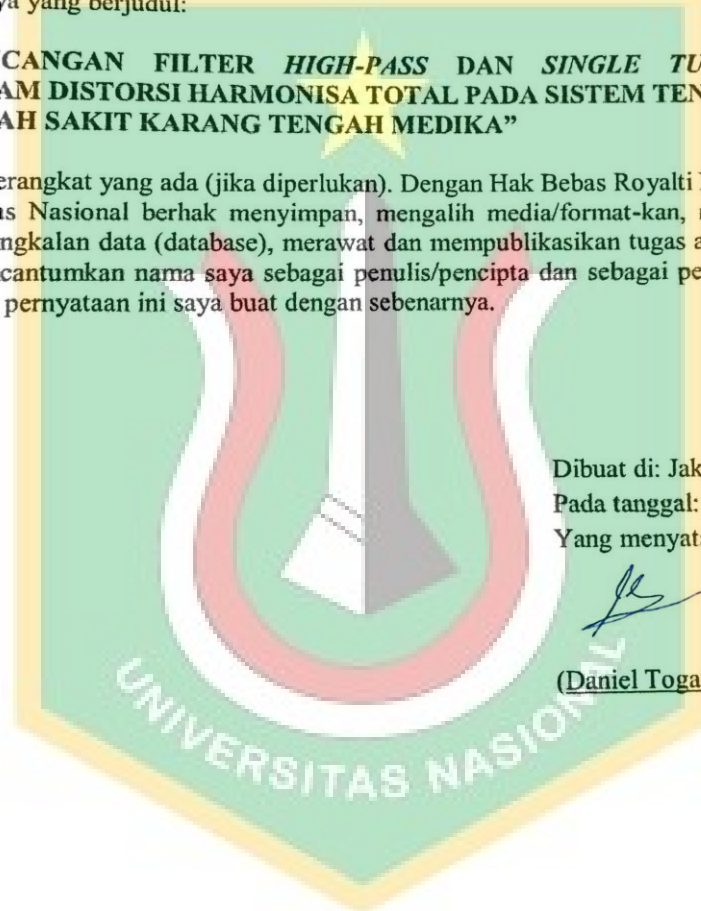 ya yang berjudul:
CANGAN FILTER HIGH-PASS DAN SINGLE TU
AM DISTORSI HARMONISA TOTAL PADA SISTEM TEN
AH SAKIT KARANG TENGAH MEDIKA”
erangkat yang ada (jika diperlukan). Dengan Hak Bebas Royalti
s Nasional berhak menyimpan, mengalih media/format-kan,
ngkalan data (database), merawat dan mempublikasikan tugas a
cantumkan nama saya sebagai penulis/pencipta dan sebagai pe
pernyataan ini saya buat dengan sebenarnya.
Dibuat di: Jak
Pada tanggal:
Yang menyat
(Daniel Toga
UNIVERSITAS NASIONAL